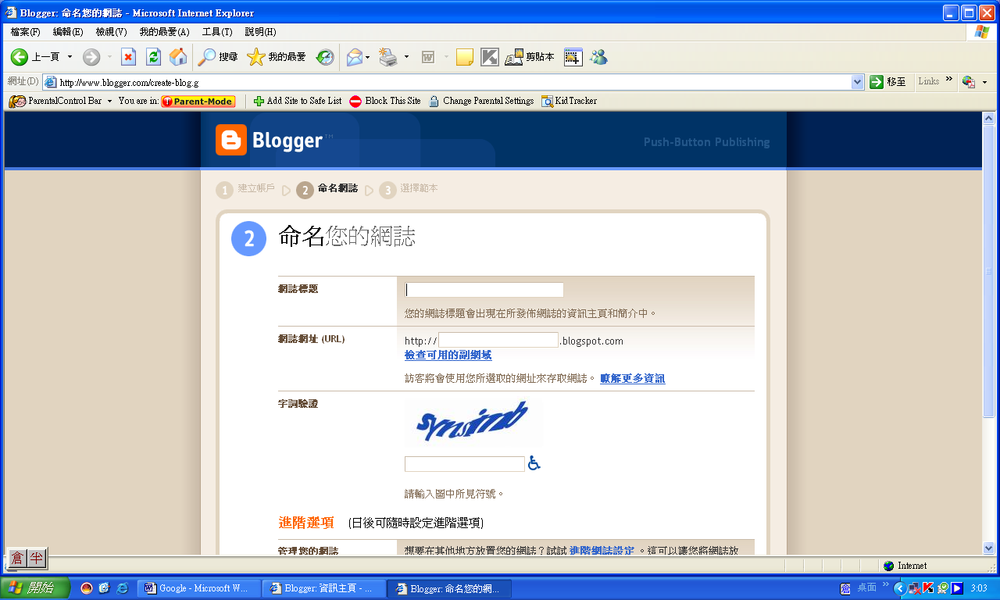 Blogger: 命名您的網誌 - Microsoft Internet Explorer
檔案(F) 編輯(E) 檢視(V) 我的最愛(A) 工具(T) 說明(H)
上一頁 搜尋 我的最愛 剪貼本
網址(D) http://www.blogger.com/create-blog.g 移至 Links »
ParentalControl Bar You are in: Parent-Mode Add Site to Safe List Block This Site Change Parental Settings Kid Tracker
Blogger™ Push-Button Publishing
1 建立帳戶 2 命名網誌 3 選擇範本
2 命名您的網誌
網誌標題
您的網誌標題會出現在所發佈網誌的資訊主頁和簡介中。
網誌網址 (URL) http:// .blogspot.com
檢查可用的副網域
訪客將會使用您所選取的網址來存取網誌。 瞭解更多資訊
字詞驗證
synsimb
請輸入圖中所見符號。
進階選項 (日後可隨時設定進階選項)
管理您的網誌 想要在其他地方放置您的網誌？試試 進階網誌設定 。這可以讓您將網誌放
倉 半
Internet
開始 Google - Microsoft W... Blogger: 資訊主頁 - ... Blogger: 命名您的網... 桌面 » 3:03